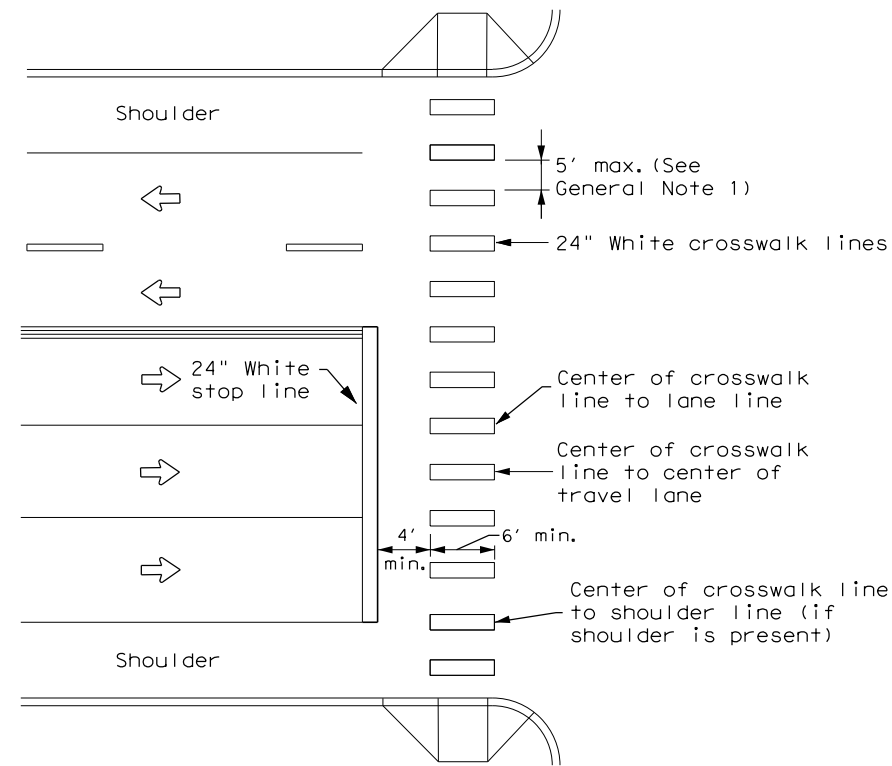 Shoulder
5' max. (See
General Note 1)
24" White crosswalk lines
24" White
stop line
Center of crosswalk
line to lane line
Center of crosswalk
line to center of
travel lane
4'
min.
6' min.
Center of crosswalk line
to shoulder line (if
shoulder is present)
Shoulder